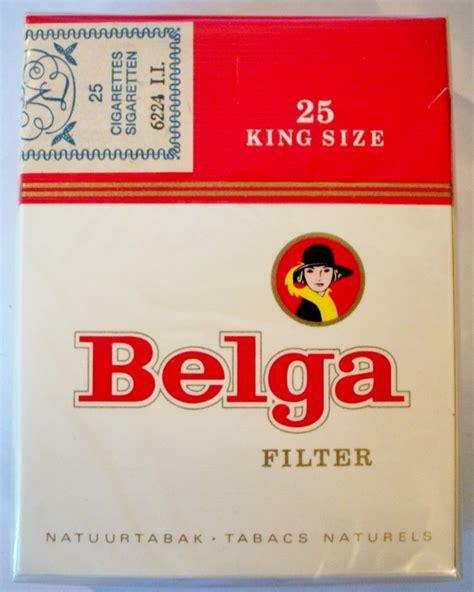 25
CIGARETTES
SIGARETTEN
6224 I.I.
25
KING SIZE
Belga
FILTER
NATUURTABAK · TABACS NATURELS